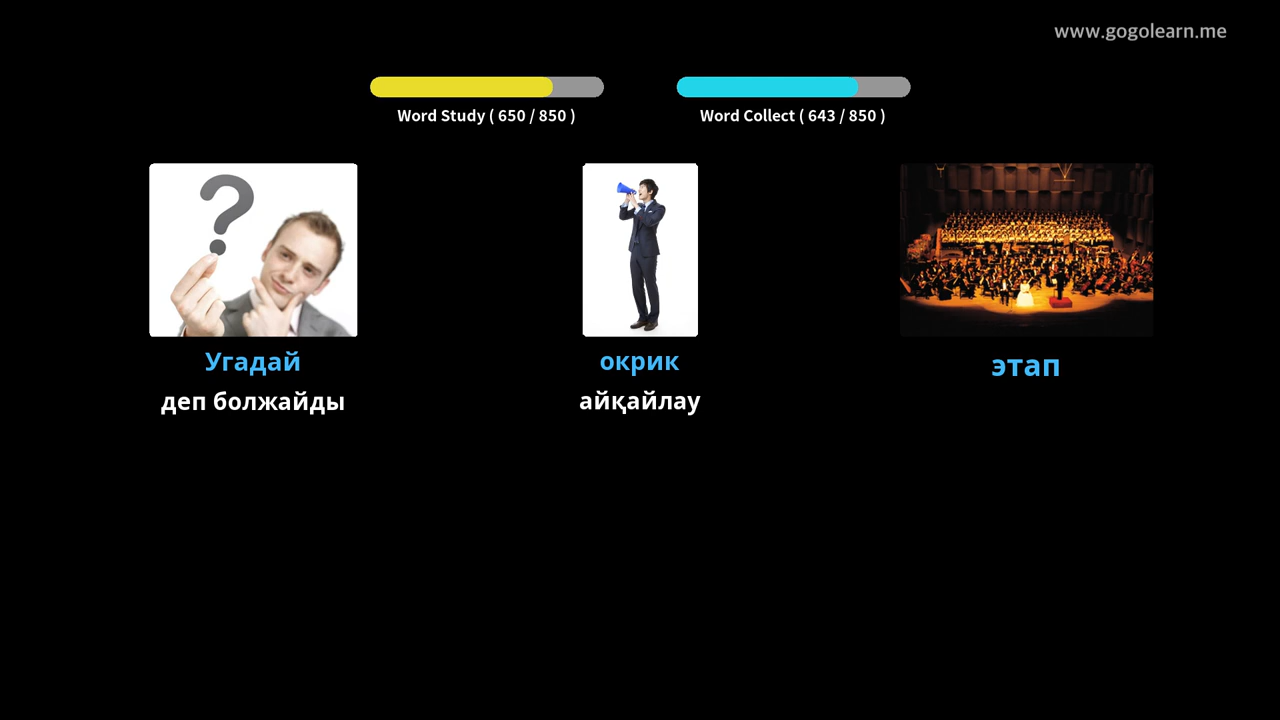 www.gogolearn.me
Word Study ( 650 / 850 )
Word Collect ( 643 / 850 )
Угадай
деп болжайды
окрик
айқайлау
этап